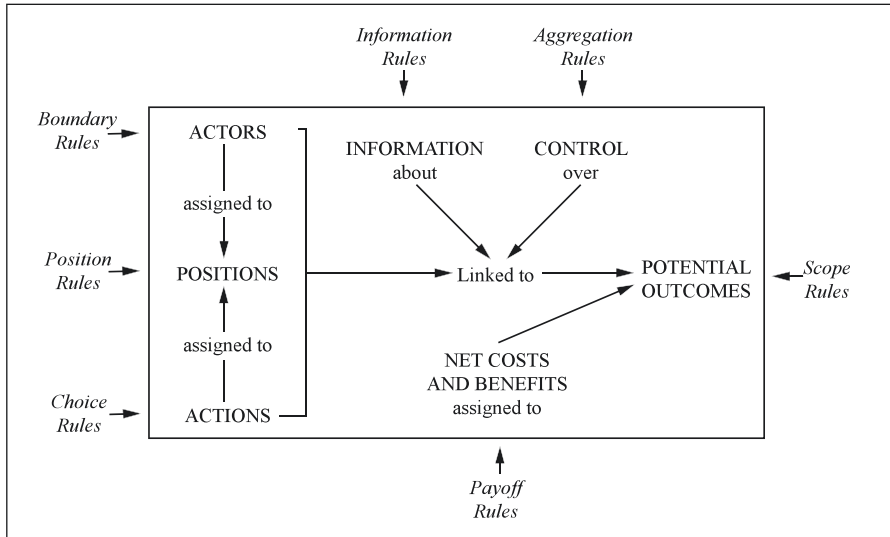 Information
Rules
Aggregation
Rules
Boundary
Rules
ACTORS
INFORMATION
about
CONTROL
over
assigned to
Position
Rules
POSITIONS
Linked to
POTENTIAL
OUTCOMES
Scope
Rules
assigned to
NET COSTS
AND BENEFITS
assigned to
Choice
Rules
ACTIONS
Payoff
Rules